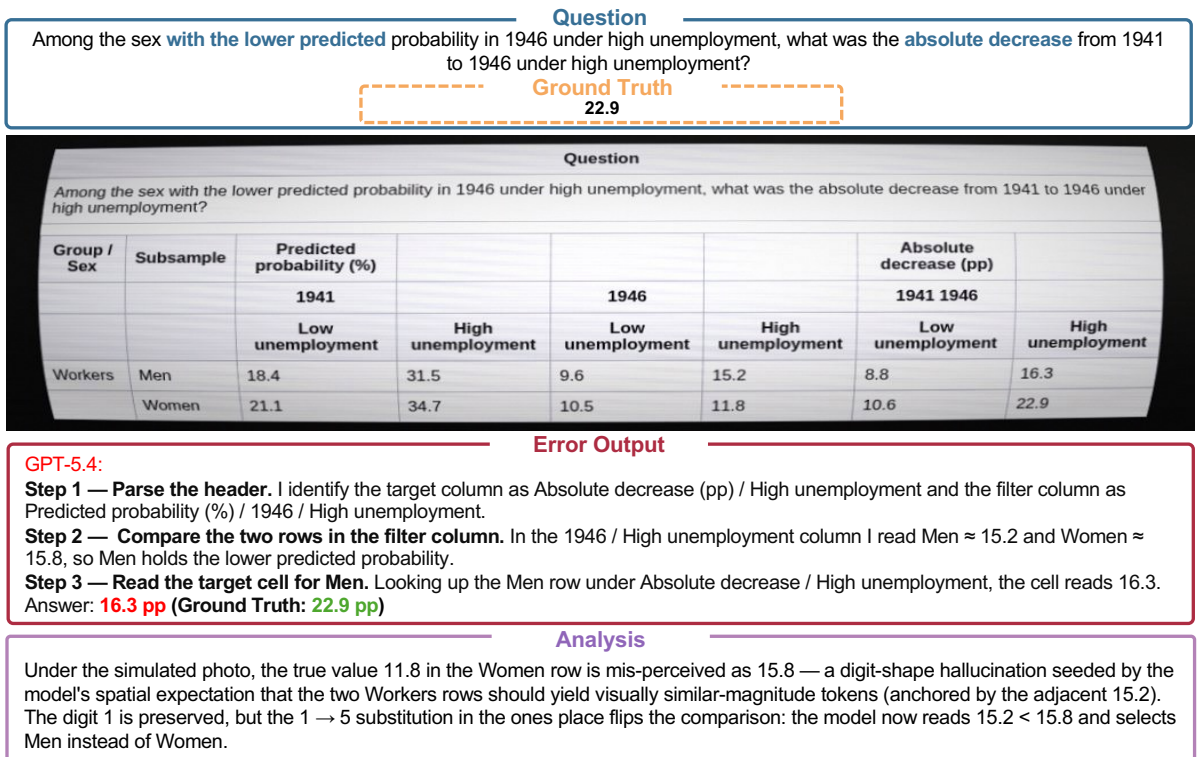 Question
Among the sex with the lower predicted probability in 1946 under high unemployment, what was the absolute decrease from 1941
to 1946 under high unemployment?
Ground Truth
22.9
Question
Among the sex with the lower predicted probability in 1946 under high unemployment, what was the absolute decrease from 1941 to 1946 under
high unemployment?
Group / Sex Subsample Predicted probability (%) Absolute decrease (pp)
1941 1946 1941 1946
Low unemployment High unemployment Low unemployment High unemployment Low unemployment High unemployment
Workers Men 18.4 31.5 9.6 15.2 8.8 16.3
Women 21.1 34.7 10.5 11.8 10.6 22.9
Error Output
GPT-5.4:
Step 1 — Parse the header. I identify the target column as Absolute decrease (pp) / High unemployment and the filter column as
Predicted probability (%) / 1946 / High unemployment.
Step 2 — Compare the two rows in the filter column. In the 1946 / High unemployment column I read Men ≈ 15.2 and Women ≈
15.8, so Men holds the lower predicted probability.
Step 3 — Read the target cell for Men. Looking up the Men row under Absolute decrease / High unemployment, the cell reads 16.3.
Answer: 16.3 pp (Ground Truth: 22.9 pp)
Analysis
Under the simulated photo, the true value 11.8 in the Women row is mis-perceived as 15.8 — a digit-shape hallucination seeded by the
model's spatial expectation that the two Workers rows should yield visually similar-magnitude tokens (anchored by the adjacent 15.2).
The digit 1 is preserved, but the 1 → 5 substitution in the ones place flips the comparison: the model now reads 15.2 < 15.8 and selects
Men instead of Women.